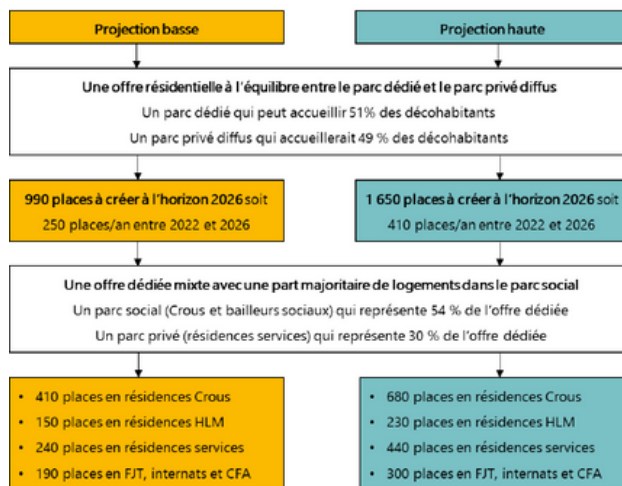 Projection basse
Projection haute
Une offre résidentielle à l'équilibre entre le parc dédié et le parc privé diffus
Un parc dédié qui peut accueillir 51% des décohabitants
Un parc privé diffus qui accueillerait 49 % des décohabitants
990 places à créer à l'horizon 2026 soit
250 places/an entre 2022 et 2026
1 650 places à créer à l'horizon 2026 soit
410 places/an entre 2022 et 2026
Une offre dédiée mixte avec une part majoritaire de logements dans le parc social
Un parc social (Crous et bailleurs sociaux) qui représente 54 % de l'offre dédiée
Un parc privé (résidences services) qui représente 30 % de l'offre dédiée
• 410 places en résidences Crous
• 150 places en résidences HLM
• 240 places en résidences services
• 190 places en FJT, internats et CFA
• 680 places en résidences Crous
• 230 places en résidences HLM
• 440 places en résidences services
• 300 places en FJT, internats et CFA